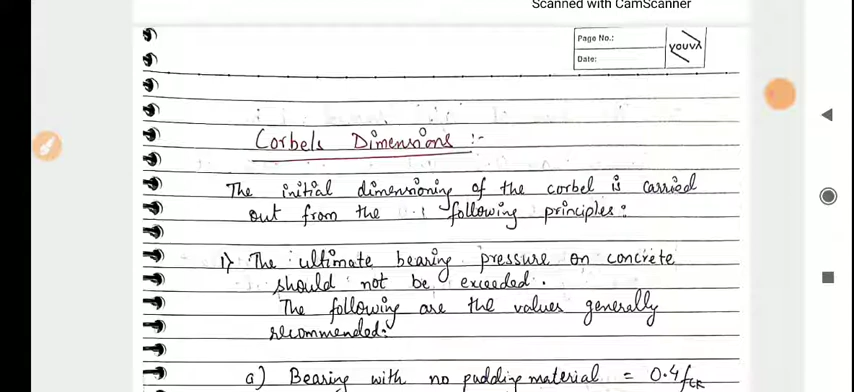 Scanned with CamScanner
Page No.:
Date:
youva
Corbels Dimensions :-
The initial dimensioning of the corbel is carried
out from the following principles:
1) The ultimate bearing pressure on concrete
should not be exceeded.
The following are the values generally
recommended:
a) Bearing with no padding material = 0.4fck